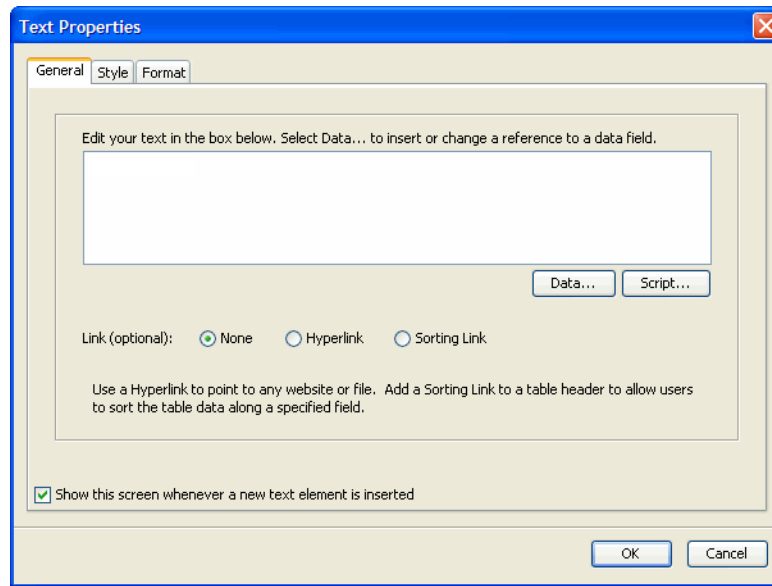 Text Properties
General Style Format
Edit your text in the box below. Select Data... to insert or change a reference to a data field.
Data... Script...
Link (optional): None Hyperlink Sorting Link
Use a Hyperlink to point to any website or file. Add a Sorting Link to a table header to allow users
to sort the table data along a specified field.
Show this screen whenever a new text element is inserted
OK Cancel